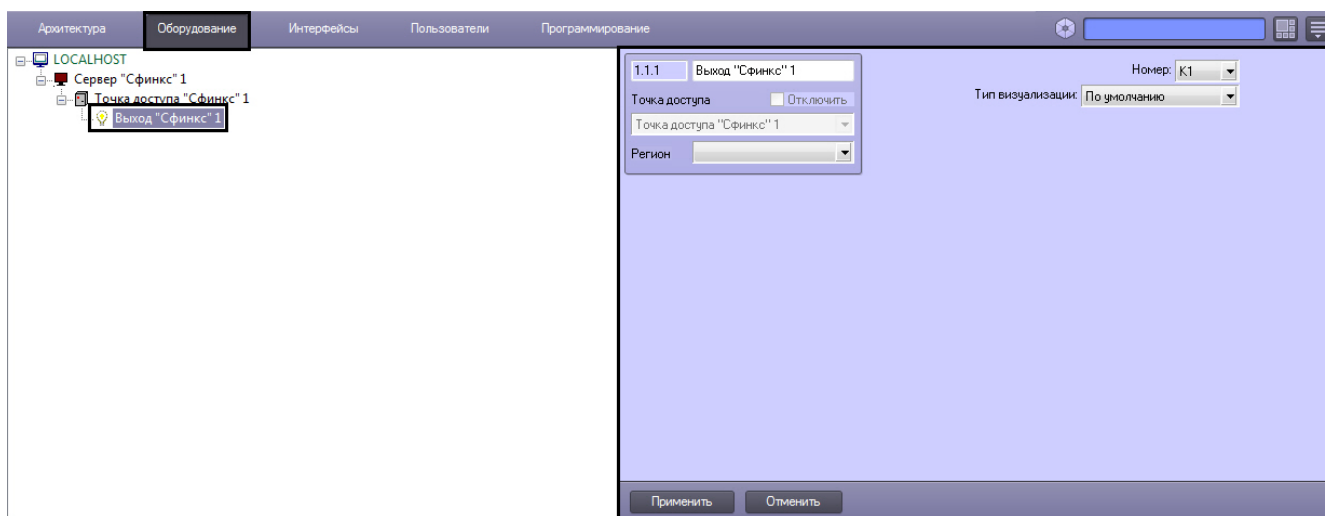 Архитектура Оборудование Интерфейсы Пользователи Программирование
LOCALHOST
Сервер "Сфинкс" 1
Точка доступа "Сфинкс" 1
Выход "Сфинкс" 1
1.1.1 Выход "Сфинкс" 1
Точка доступа Отключить
Точка доступа "Сфинкс" 1
Регион
Номер: К1
Тип визуализации: По умолчанию
Применить Отменить